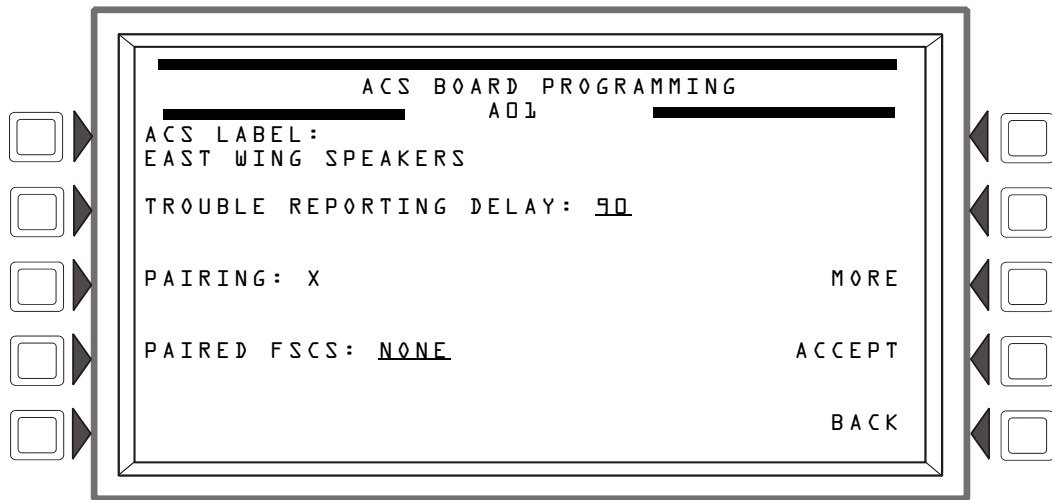 ACS BOARD PROGRAMMING
A01
ACS LABEL:
EAST WING SPEAKERS
TROUBLE REPORTING DELAY: 90
PAIRING: X
MORE
PAIRED FSCS: NONE
ACCEPT
BACK